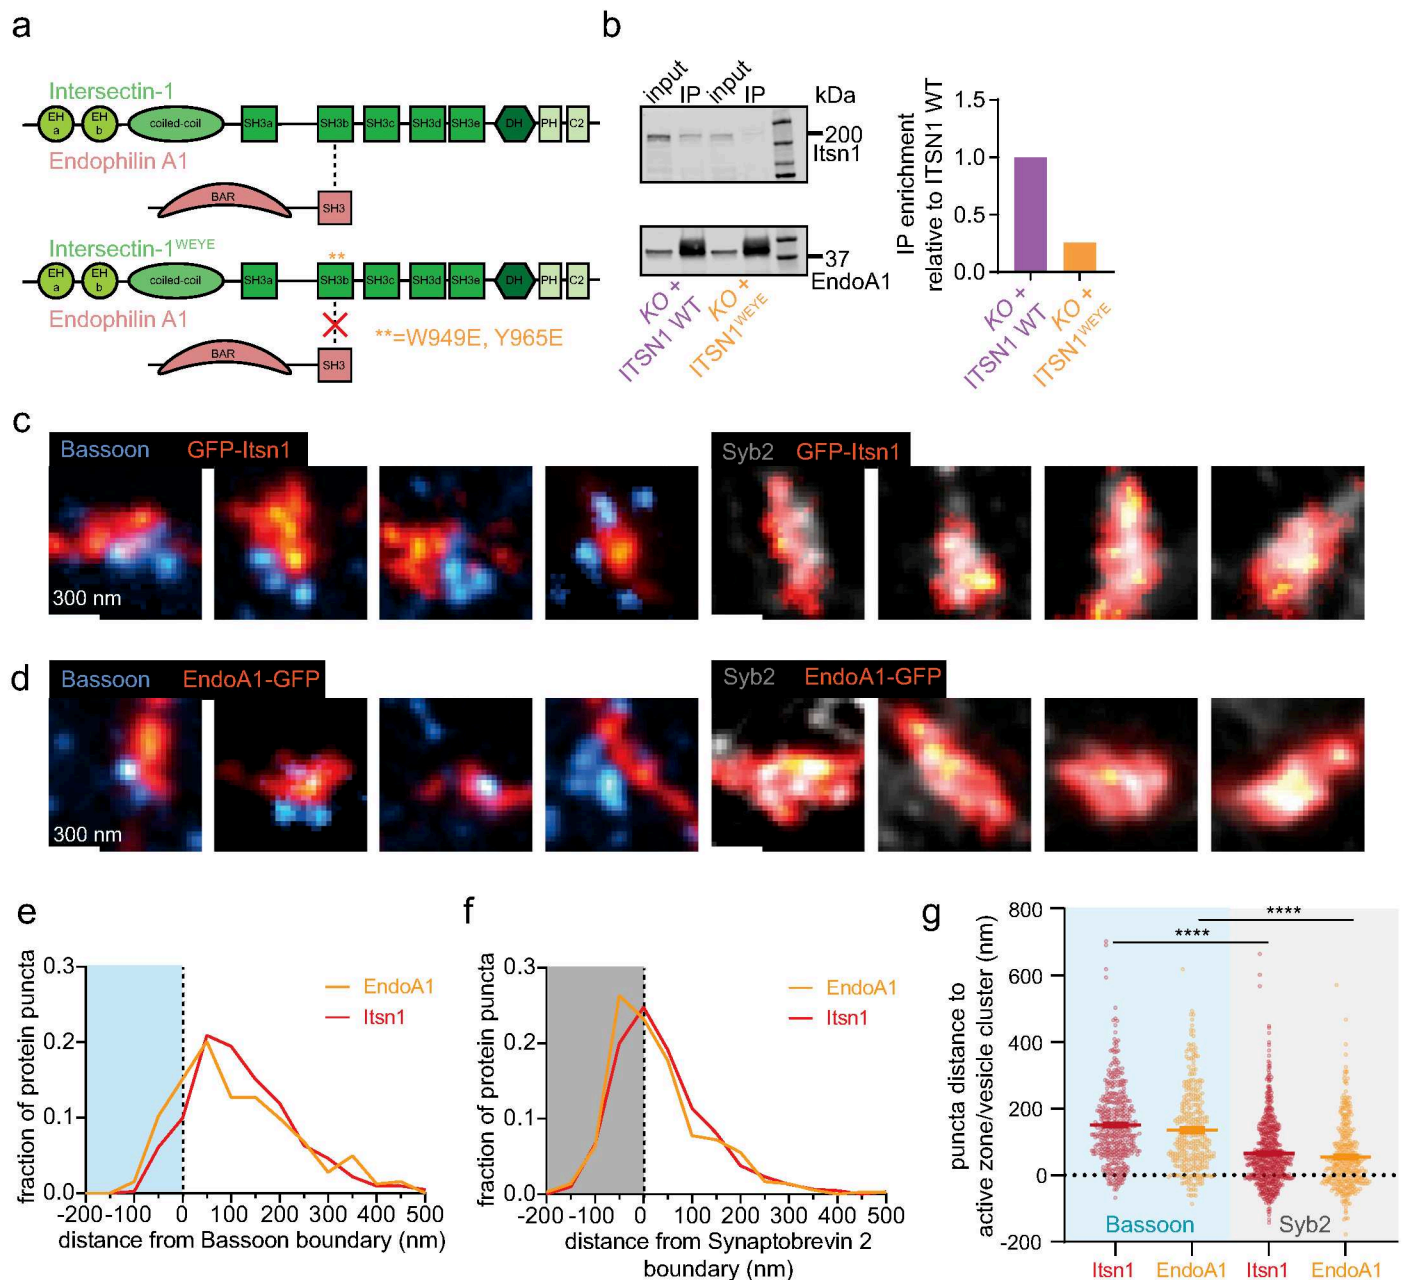 a
Intersectin-1
EH a
EH b
coiled-coil
SH3a
SH3b
SH3c
SH3d
SH3e
DH
PH
C2
Endophilin A1
BAR
SH3
Intersectin-1WEYE
**
EH a
EH b
coiled-coil
SH3a
SH3b
SH3c
SH3d
SH3e
DH
PH
C2
Endophilin A1
**=W949E, Y965E
BAR
SH3
b
input
IP
input
IP
kDa
200
Itsn1
37
EndoA1
KO +
ITSN1 WT
KO +
ITSN1WEYE
IP enrichment
relative to ITSN1 WT
1.5
1.0
0.5
0.0
KO +
ITSN1 WT
KO +
ITSN1WEYE
c
Bassoon GFP-Itsn1
300 nm
Syb2 GFP-Itsn1
d
Bassoon EndoA1-GFP
300 nm
Syb2 EndoA1-GFP
e
fraction of protein puncta
0.3
0.2
0.1
0.0
EndoA1
Itsn1
-200 -100 0 100 200 300 400 500
distance from Bassoon boundary (nm)
f
fraction of protein puncta
0.3
0.2
0.1
0.0
EndoA1
Itsn1
-200 -100 0 100 200 300 400 500
distance from Synaptobrevin 2
boundary (nm)
g
puncta distance to
active zone/vesicle cluster (nm)
800
600
400
200
0
-200
****
****
Bassoon
Syb2
Itsn1 EndoA1 Itsn1 EndoA1